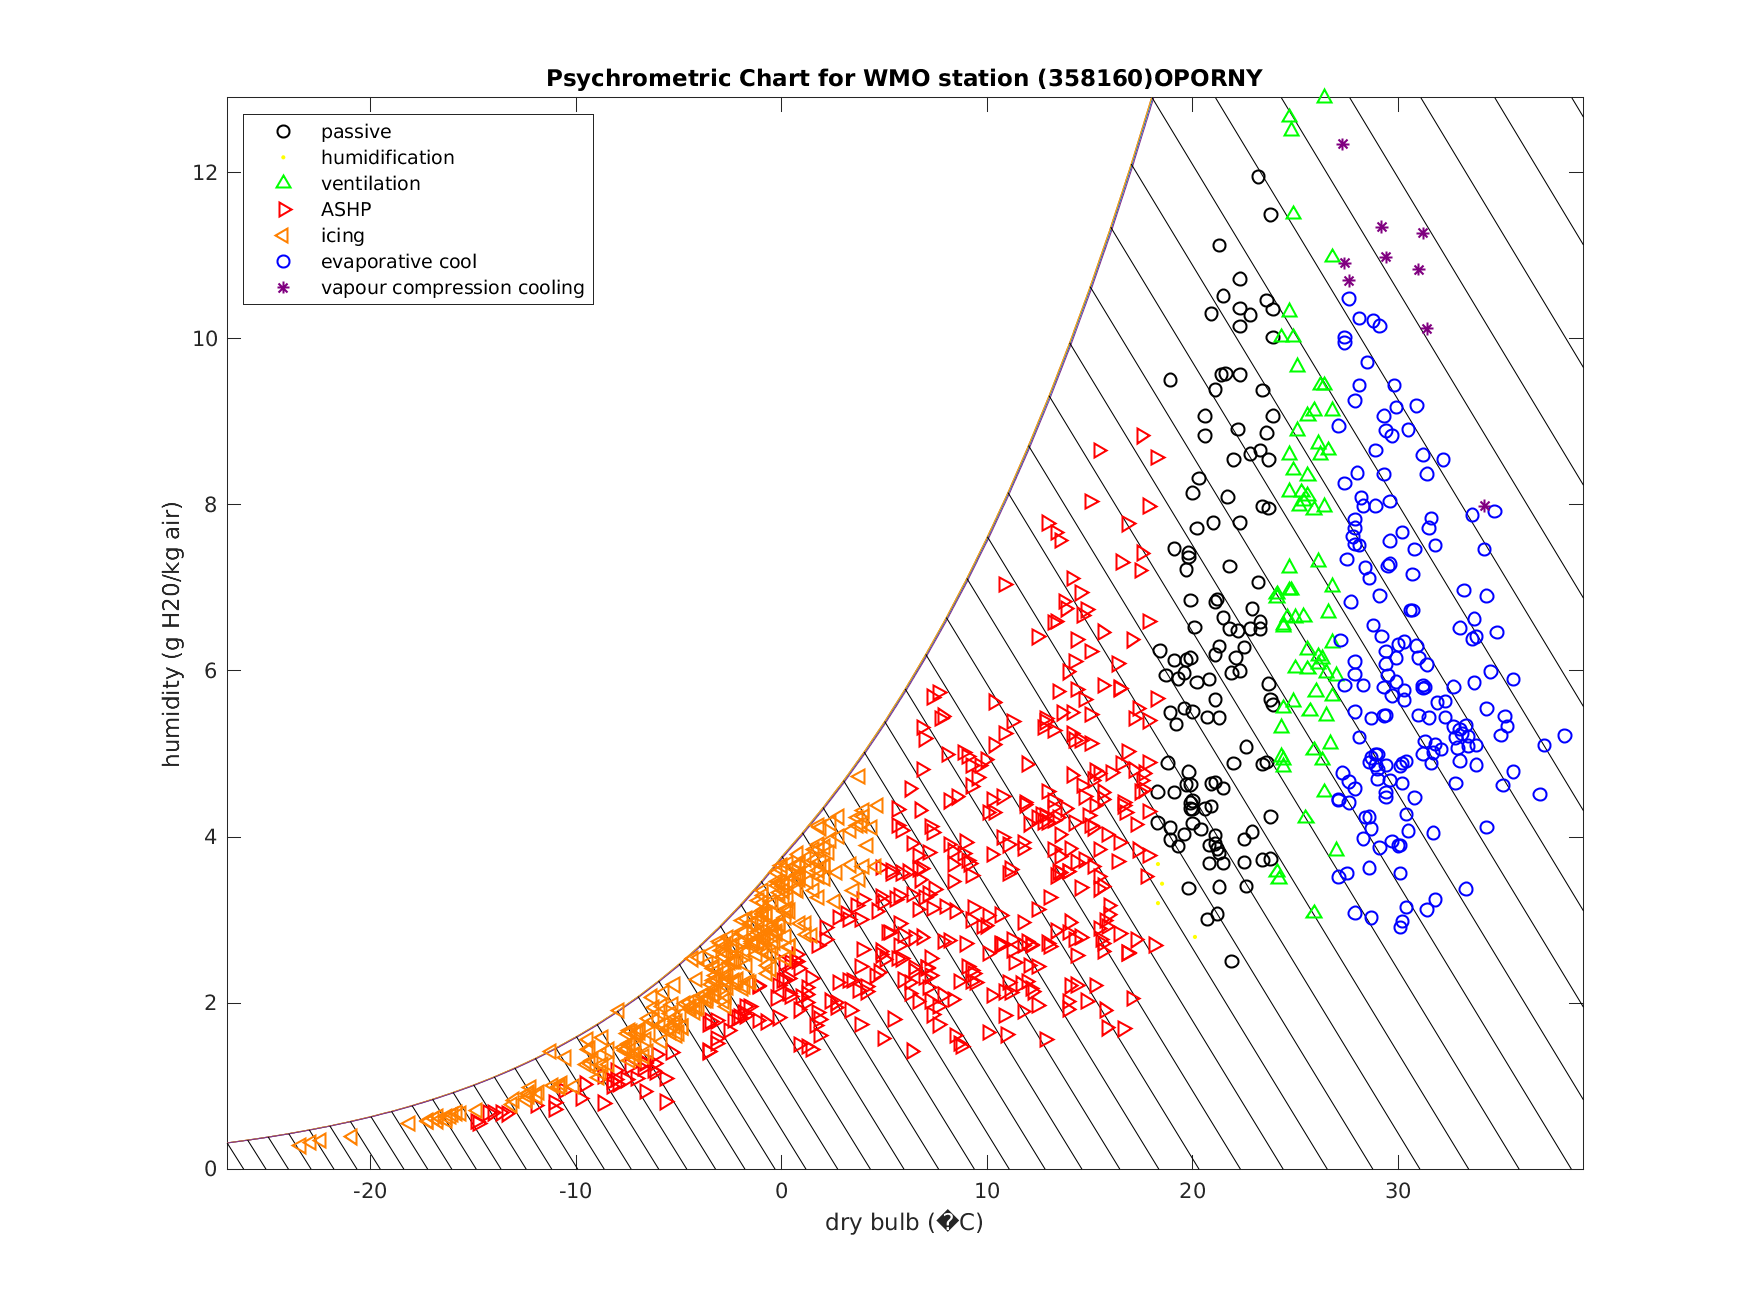 Psychrometric Chart for WMO station (358160)OPORNY
passive
humidification
ventilation
ASHP
icing
evaporative cool
vapour compression cooling
humidity (g H20/kg air)
12
10
8
6
4
2
0
-20 -10 0 10 20 30
dry bulb (�C)